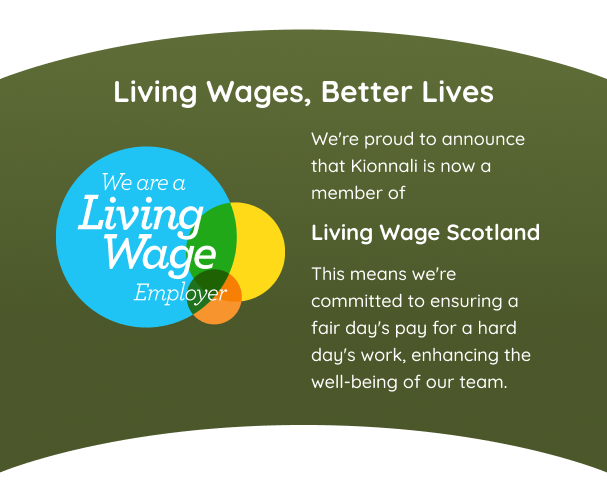 Living Wages, Better Lives
We're proud to announce
that Kionnali is now a
member of
Living Wage Scotland
This means we're
committed to ensuring a
fair day's pay for a hard
day's work, enhancing the
well-being of our team.
We are a
Living
Wage
Employer